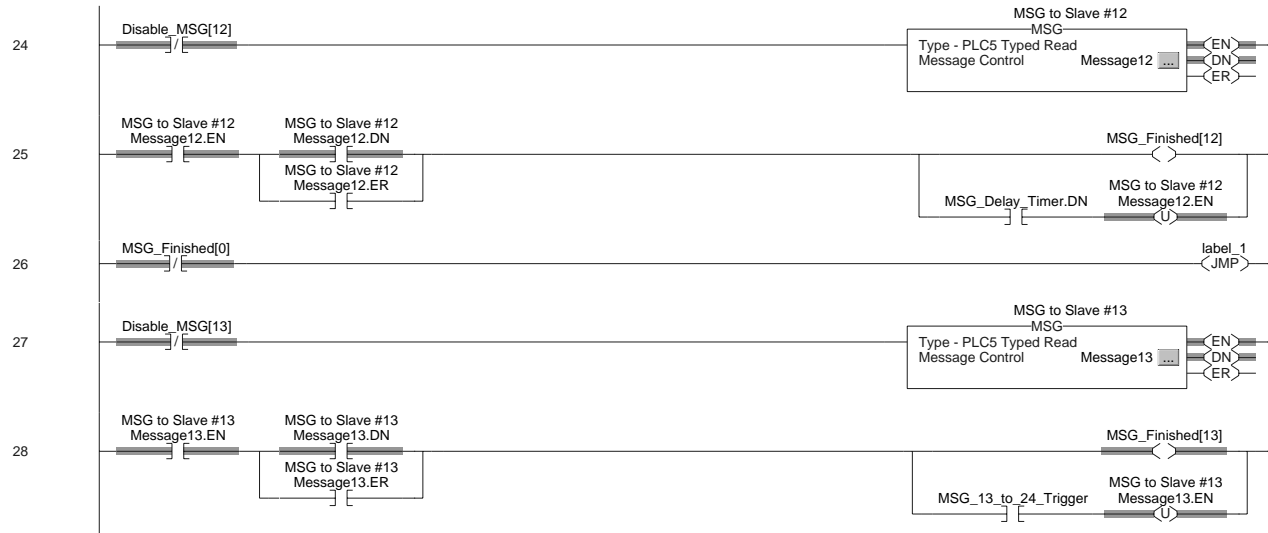 24
Disable_MSG[12]
/
MSG to Slave #12
MSG
Type - PLC5 Typed Read
Message Control Message12 ...
EN
DN
ER
25
MSG to Slave #12
Message12.EN
MSG to Slave #12
Message12.DN
MSG to Slave #12
Message12.ER
MSG_Finished[12]
MSG_Delay_Timer.DN
MSG to Slave #12
Message12.EN
U
26
MSG_Finished[0]
/
label_1
JMP
27
Disable_MSG[13]
/
MSG to Slave #13
MSG
Type - PLC5 Typed Read
Message Control Message13 ...
EN
DN
ER
28
MSG to Slave #13
Message13.EN
MSG to Slave #13
Message13.DN
MSG to Slave #13
Message13.ER
MSG_Finished[13]
MSG_13_to_24_Trigger
MSG to Slave #13
Message13.EN
U